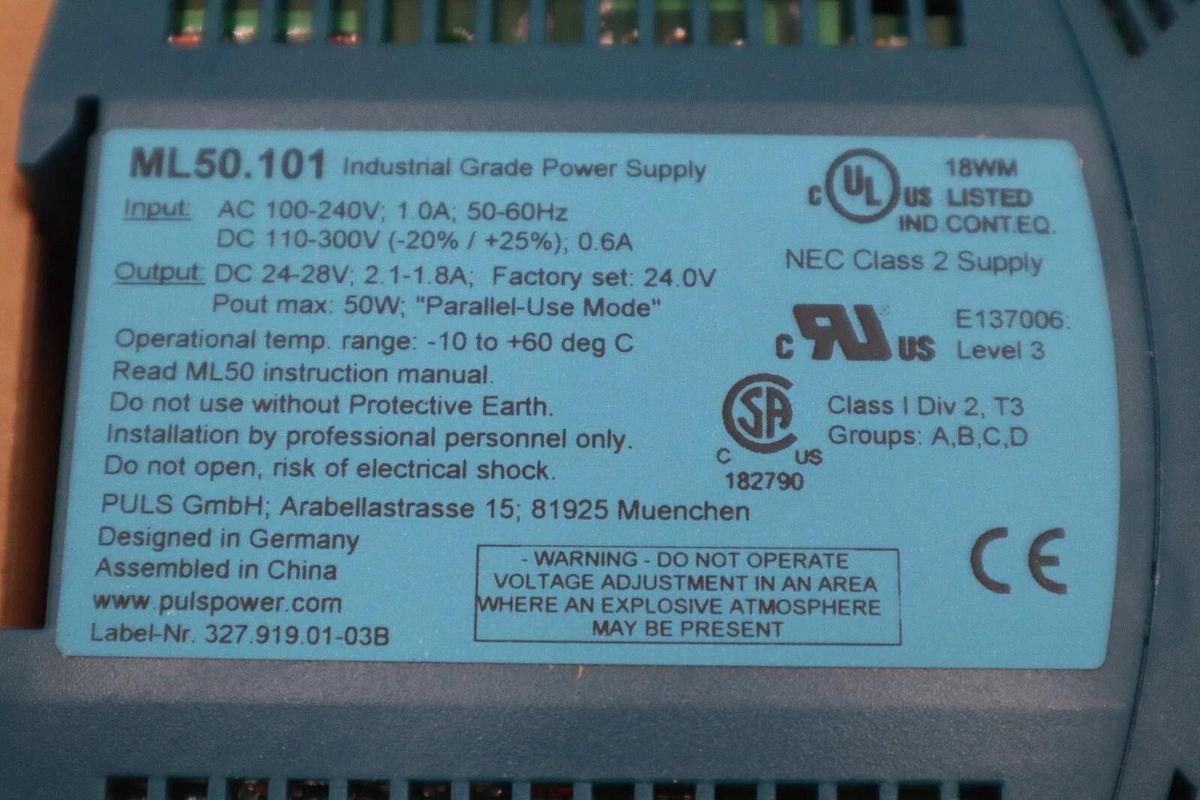 ML50.101 Industrial Grade Power Supply
Input: AC 100-240V; 1.0A; 50-60Hz
DC 110-300V (-20% / +25%); 0.6A
Output: DC 24-28V; 2.1-1.8A; Factory set: 24.0V
Pout max: 50W; "Parallel-Use Mode"
Operational temp. range: -10 to +60 deg C
Read ML50 instruction manual.
Do not use without Protective Earth.
Installation by professional personnel only.
Do not open, risk of electrical shock.
PULS GmbH; Arabellastrasse 15; 81925 Muenchen
Designed in Germany
Assembled in China
www.pulspower.com
Label-Nr. 327.919.01-03B
C UL US 18WM
LISTED
IND.CONT.EQ.
NEC Class 2 Supply
C RU US E137006:
Level 3
SA Class I Div 2, T3
Groups: A,B,C,D
C US
182790
CE
- WARNING - DO NOT OPERATE
VOLTAGE ADJUSTMENT IN AN AREA
WHERE AN EXPLOSIVE ATMOSPHERE
MAY BE PRESENT